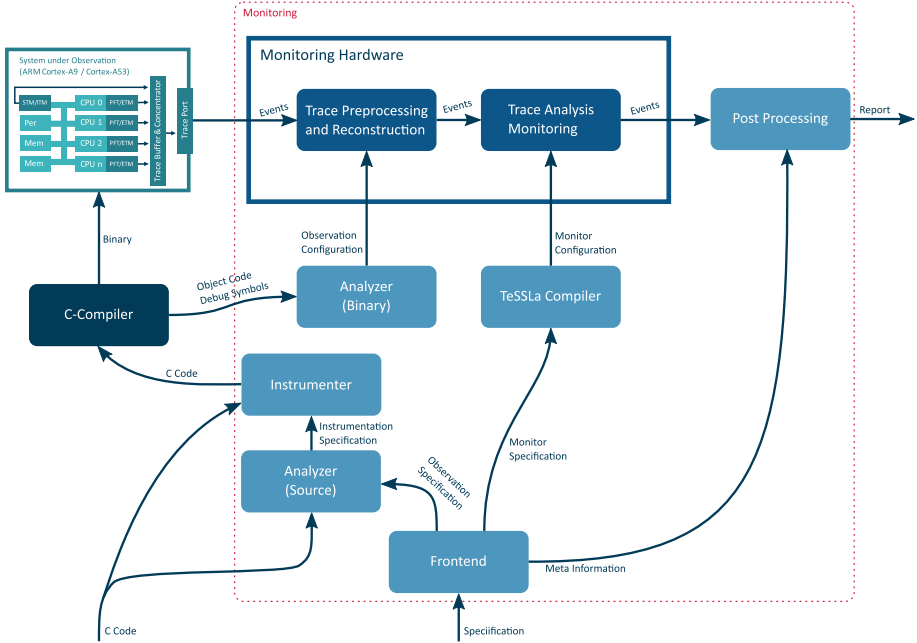 Monitoring
Monitoring Hardware
System under Observation
(ARM Cortex-A9 / Cortex-A53)
STM/ITM
CPU 0
PFT/ETM
Per
CPU 1
PFT/ETM
Mem
CPU 2
PFT/ETM
Mem
CPU n
PFT/ETM
Trace Buffer & Concentrator
Trace Port
Events
Trace Preprocessing
and Reconstruction
Events
Trace Analysis
Monitoring
Events
Post Processing
Report
Binary
Observation
Configuration
Monitor
Configuration
Object Code
Debug Symbols
C-Compiler
Analyzer
(Binary)
TeSSLa Compiler
C Code
Instrumenter
Instrumentation
Specification
Monitor
Specification
Analyzer
(Source)
Observation
Specification
Frontend
Meta Information
C Code
Speciification